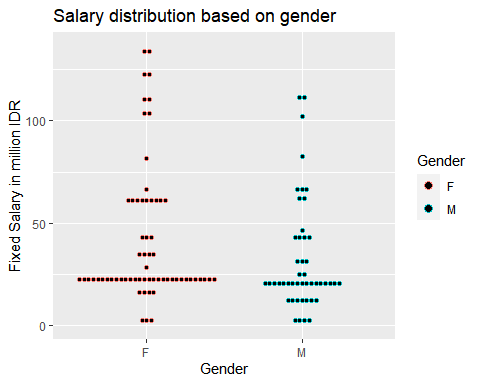 Salary distribution based on gender
Fixed Salary in million IDR
100
50
0
F
M
Gender
Gender
F
M